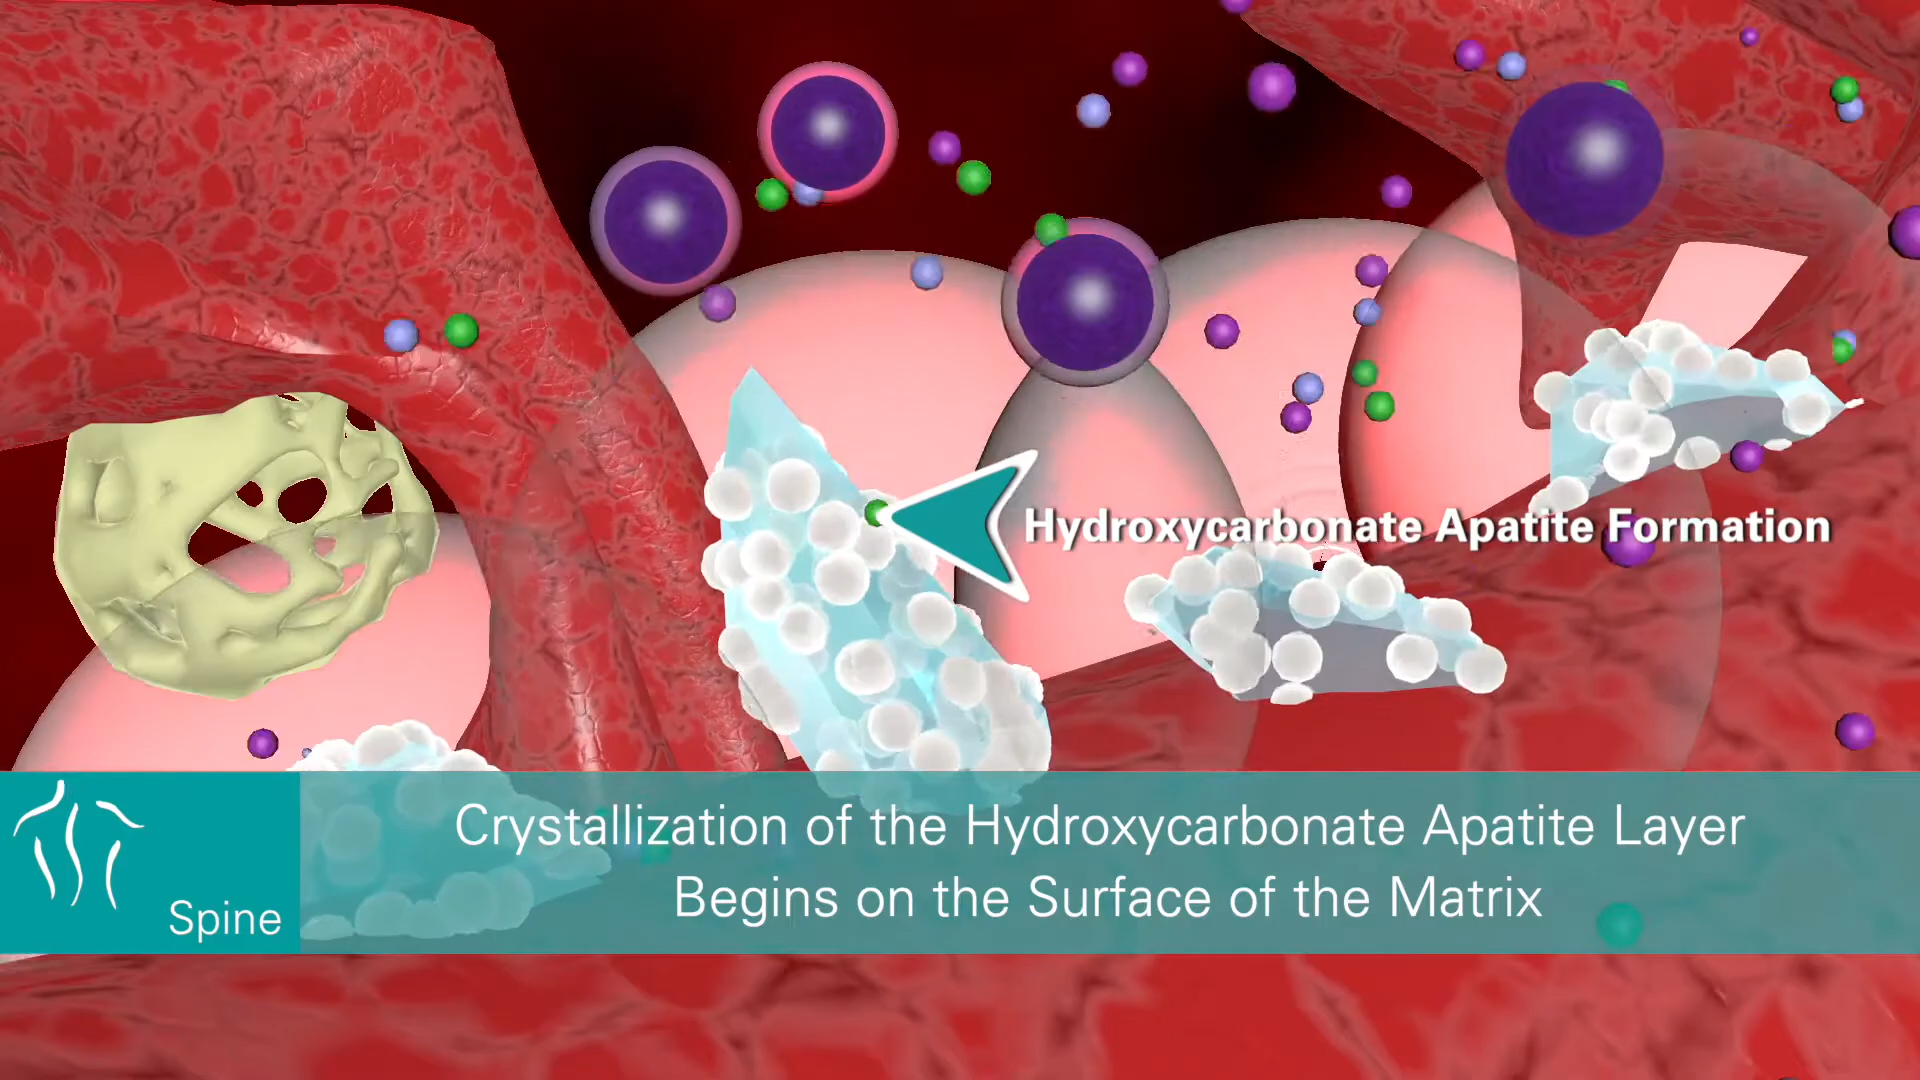 Hydroxycarbonate Apatite Formation
Crystallization of the Hydroxycarbonate Apatite Layer
Begins on the Surface of the Matrix
Spine